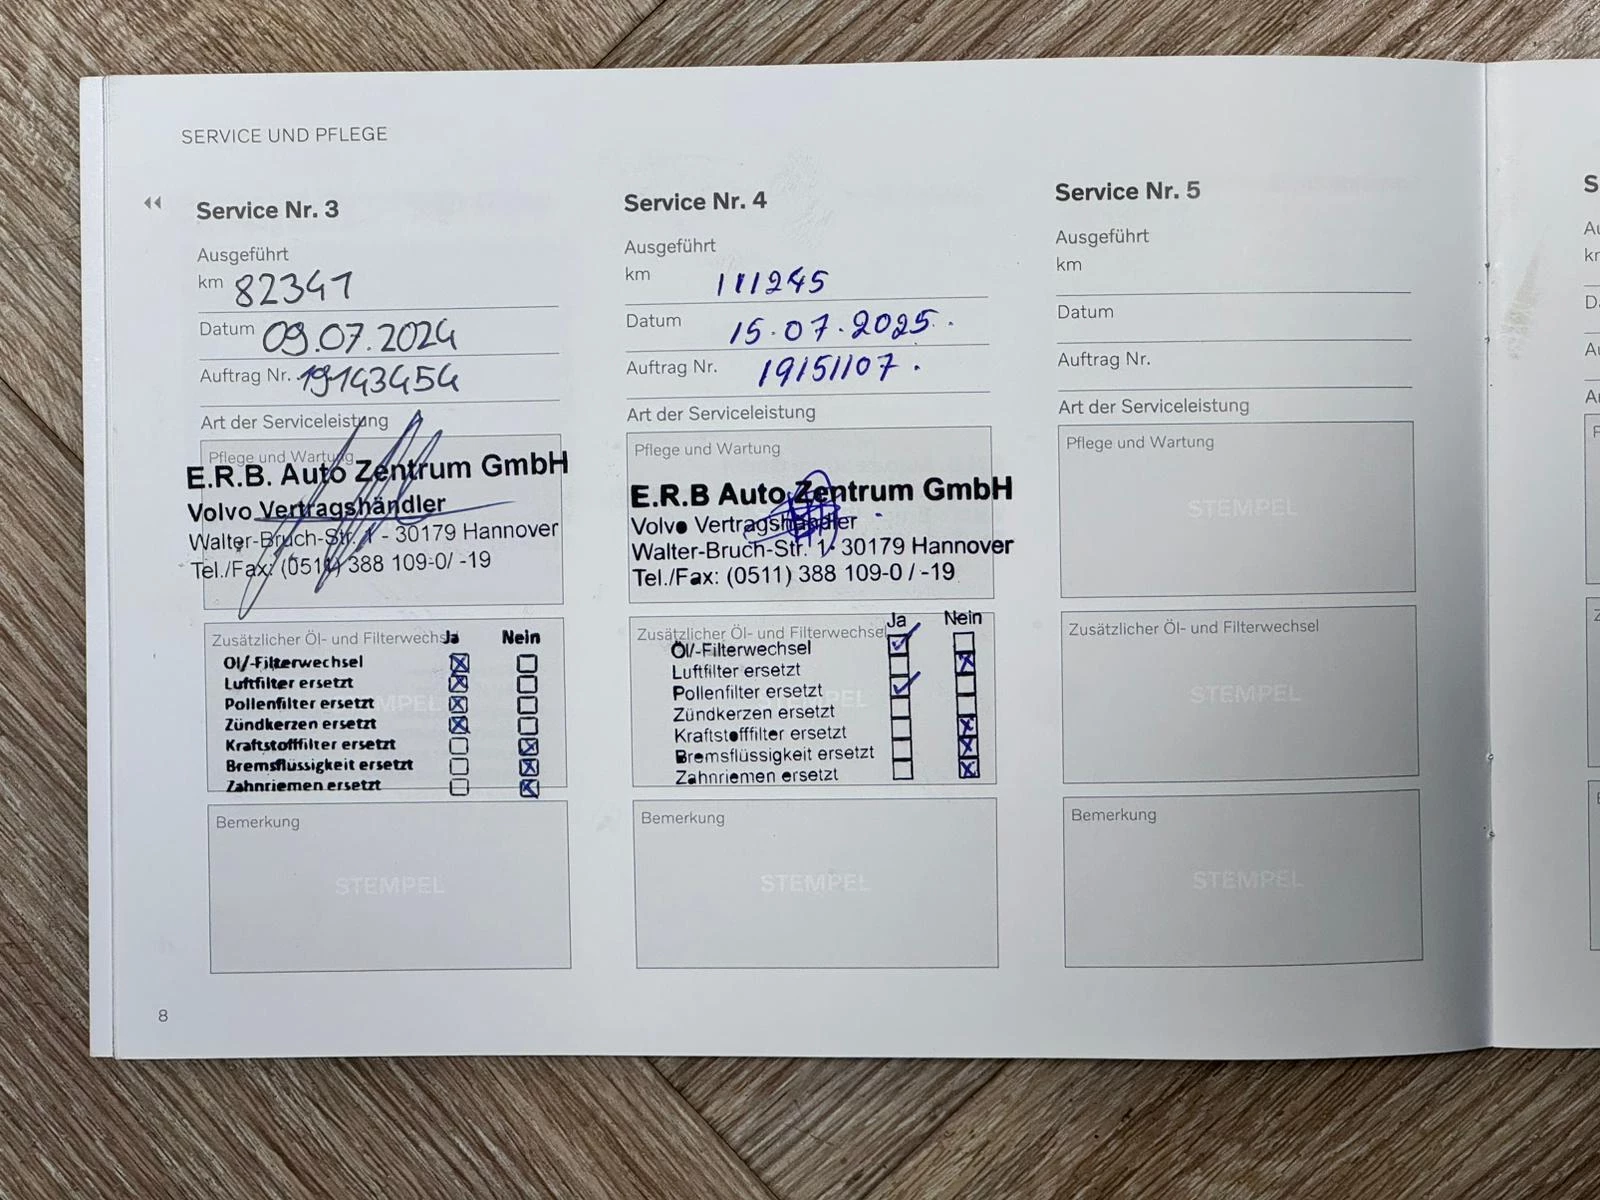 SERVICE UND PFLEGE
Service Nr. 3
Ausgeführt
km 82341
Datum 09.07.2024
Auftrag Nr. 19143454
Art der Serviceleistung
Pflege und Wartung
E.R.B. Auto Zentrum GmbH
Volvo Vertragshändler
Walter-Bruch-Str. 1 - 30179 Hannover
Tel./Fax: (0511) 388 109-0/ -19
Zusätzlicher Öl- und Filterwechsel
Ja Nein
Öl/-Filterwechsel
Luftfilter ersetzt
Pollenfilter ersetzt
Zündkerzen ersetzt
Kraftstofffilter ersetzt
Bremsflüssigkeit ersetzt
Zahnriemen ersetzt
STEMPEL
Bemerkung
STEMPEL
8
Service Nr. 4
Ausgeführt
km 111245
Datum 15.07.2025.
Auftrag Nr. 19151107.
Art der Serviceleistung
Pflege und Wartung
E.R.B Auto Zentrum GmbH
Volvo Vertragshändler
Walter-Bruch-Str. 1· 30179 Hannover
Tel./Fax: (0511) 388 109-0 / -19
Zusätzlicher Öl- und Filterwechsel
Ja Nein
Öl/-Filterwechsel
Luftfilter ersetzt
Pollenfilter ersetzt
Zündkerzen ersetzt
Kraftstofffilter ersetzt
Bremsflüssigkeit ersetzt
Zahnriemen ersetzt
STEMPEL
Bemerkung
STEMPEL
Service Nr. 5
Ausgeführt
km
Datum
Auftrag Nr.
Art der Serviceleistung
Pflege und Wartung
STEMPEL
Zusätzlicher Öl- und Filterwechsel
STEMPEL
Bemerkung
STEMPEL